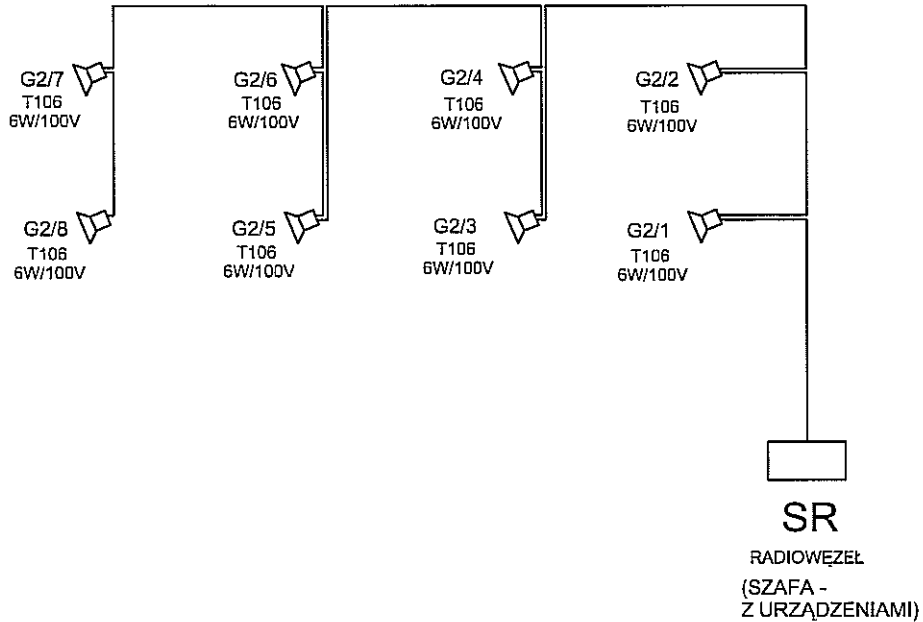 G2/7
T106
6W/100V
G2/6
T106
6W/100V
G2/4
T106
6W/100V
G2/2
T106
6W/100V
G2/8
T106
6W/100V
G2/5
T106
6W/100V
G2/3
T106
6W/100V
G2/1
T106
6W/100V
SR
RADIOWĘZEŁ
(SZAFA -
Z URZĄDZENIAMI)